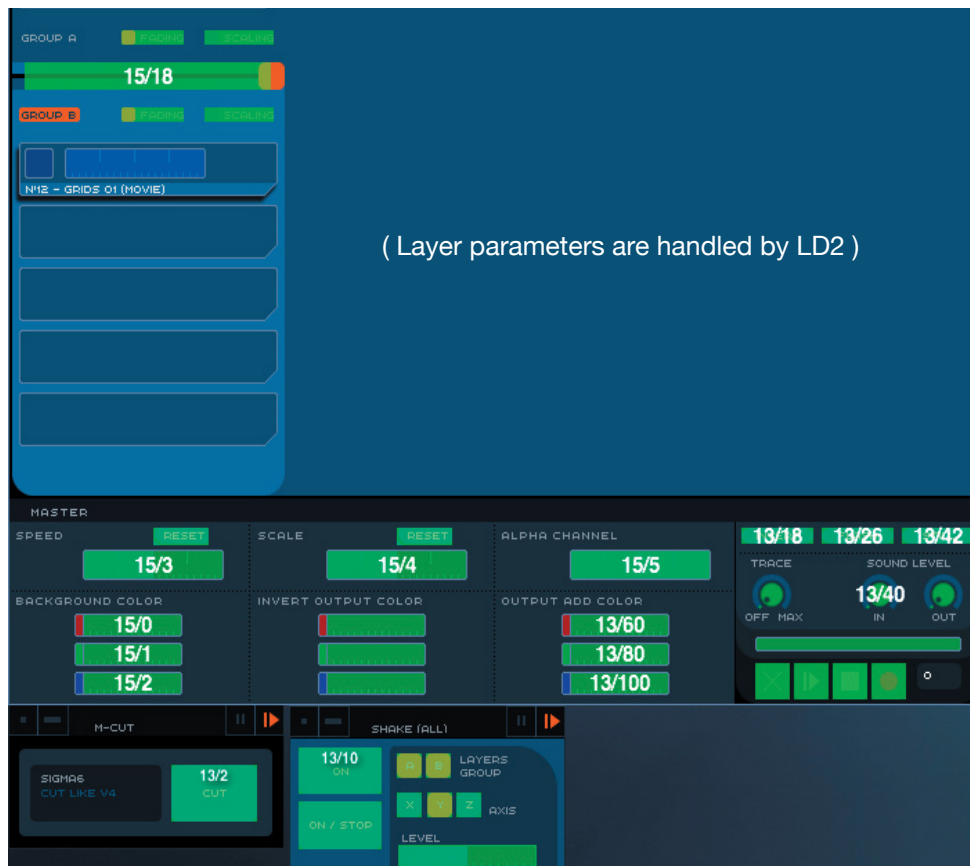 GROUP A FADING SCALING
15/18
GROUP B FADING SCALING
N°12 - GRIDS 01 (MOVIE)
( Layer parameters are handled by LD2 )
MASTER
SPEED RESET SCALE RESET ALPHA CHANNEL
15/3 15/4 15/5
13/18 13/26 13/42
TRACE SOUND LEVEL
13/40
OFF MAX IN OUT
BACKGROUND COLOR INVERT OUTPUT COLOR OUTPUT ADD COLOR
15/0 13/60
15/1 13/80
15/2 13/100
M-CUT
SIGMA6
CUT LIKE V4
13/2
CUT
SHAKE (ALL)
13/10
ON
A B LAYERS
GROUP
X Y Z AXIS
ON / STOP
LEVEL